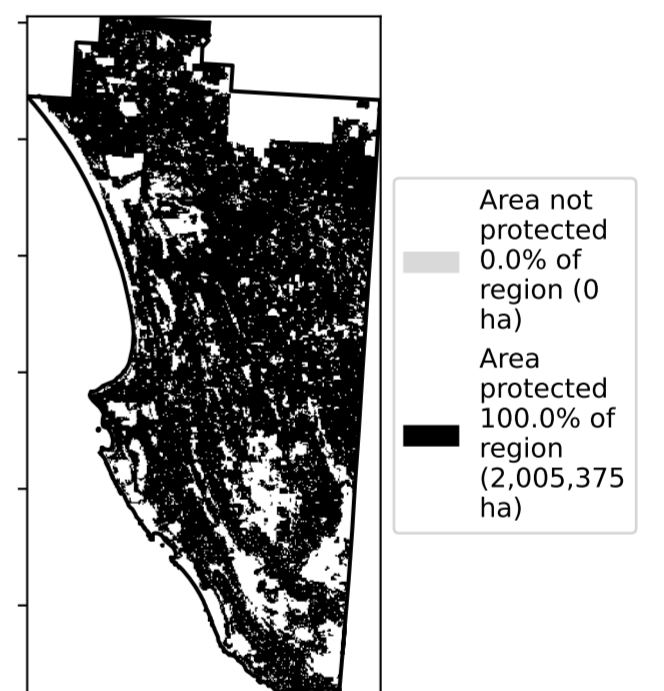 Area not
protected
0.0% of
region (0
ha)
Area
protected
100.0% of
region
(2,005,375
ha)